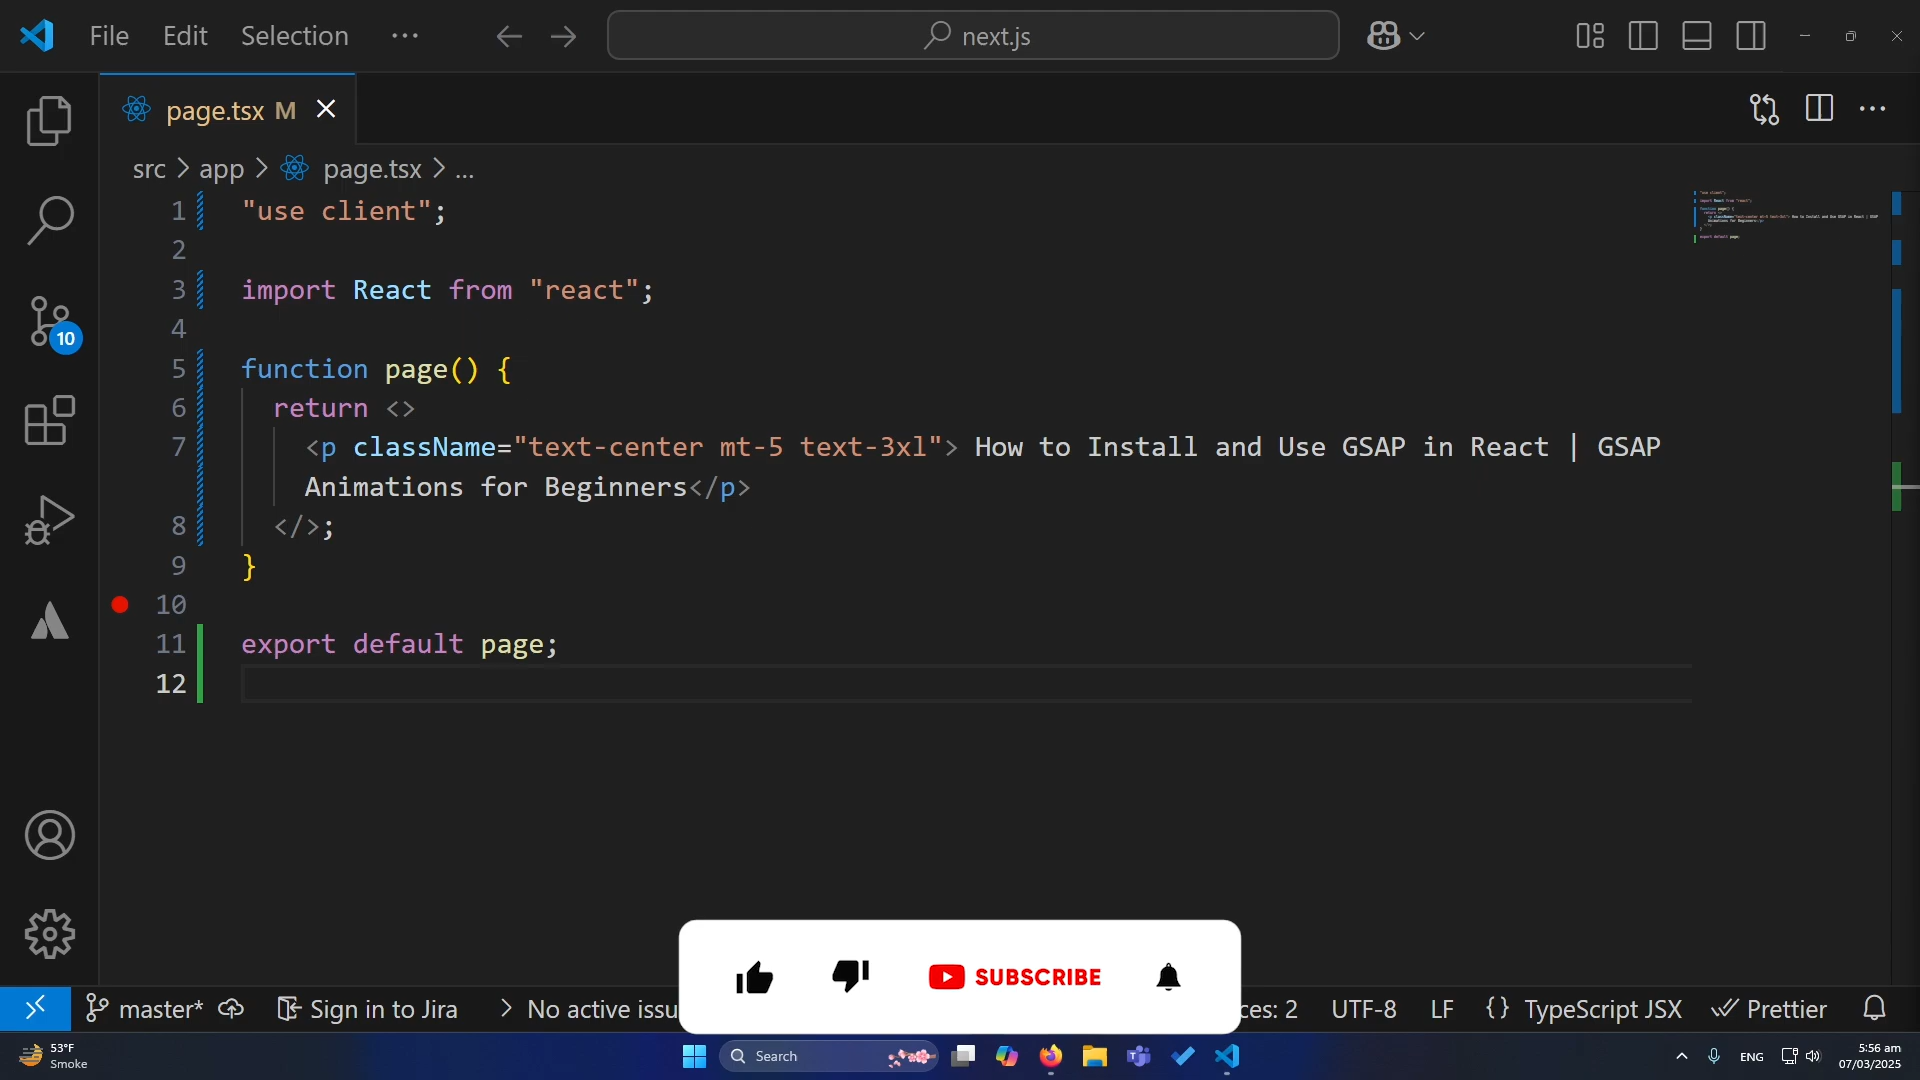 File Edit Selection ··· next.js
page.tsx M
src > app > page.tsx > ...
1 "use client";
2
3 import React from "react";
4
5 function page() {
6 return <>
7 <p className="text-center mt-5 text-3xl"> How to Install and Use GSAP in React | GSAP
Animations for Beginners</p>
8 </>;
9 }
10
11 export default page;
12
10
SUBSCRIBE
master* Sign in to Jira > No active issu ces: 2 UTF-8 LF {} TypeScript JSX Prettier
53°F
Smoke
Search
ENG
5:56 am
07/03/2025